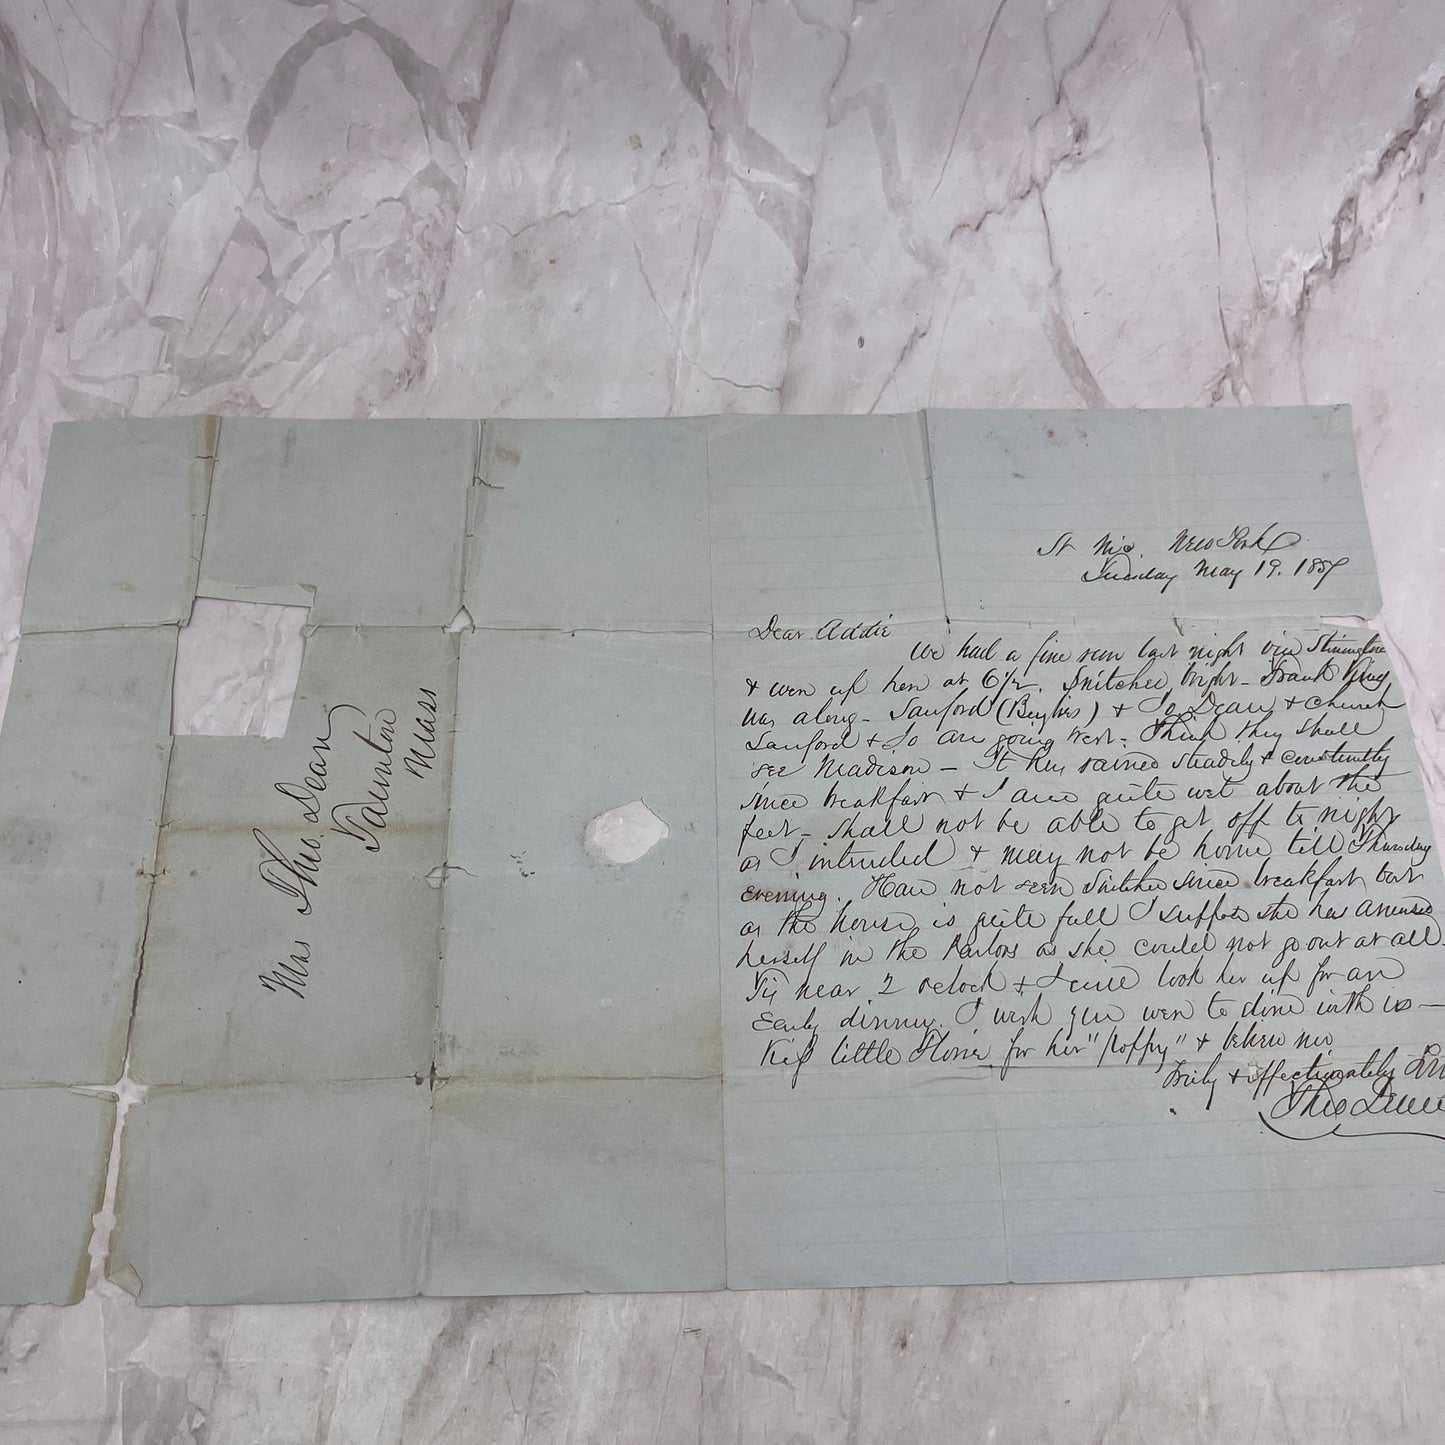 Mrs Tho. Dean
Taunton
Mass
St Nic. New York
Tuesday May 19. 1857
Dear Addie
We had a fine run last night via Stonington
& were up here at 6 1/2. bright - Frank King
was along - Sanford & Jo Dean & Church
Sanford & Jo are going West - Think they shall
see Madison - It has rained steadily & constantly
since breakfast & I am quite wet about the
feet - Shall not be able to get off to night
as I intended & may not be home till Thursday
Evening. Have not seen since breakfast but
as the house is quite full I suppose she has amused
herself in the Parlors as she could not go out at all.
Tis near 2 oclock & I will look her up for an
Early dinner. I wish you were to dine with us -
Kiss little Florie for her "Poppy" & believe me
Truly & affectionately
Tho Dean